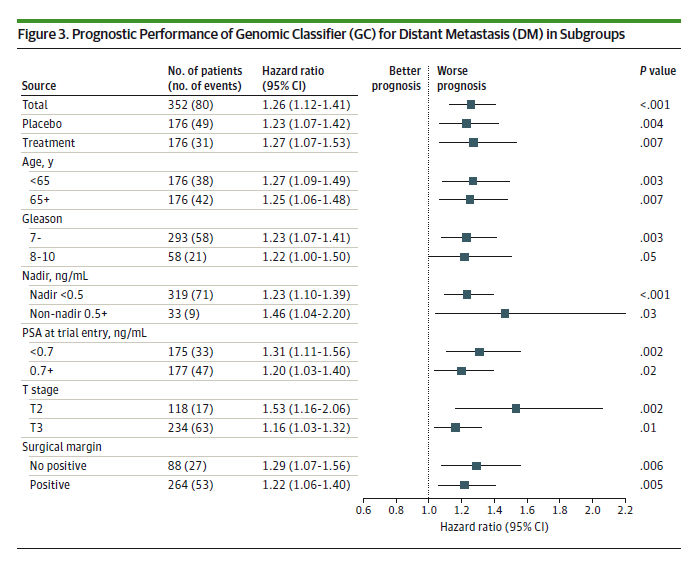 Figure 3. Prognostic Performance of Genomic Classifier (GC) for Distant Metastasis (DM) in Subgroups
Source No. of patients (no. of events) Hazard ratio (95% CI) Better prognosis Worse prognosis P value
Total 352 (80) 1.26 (1.12-1.41) <.001
Placebo 176 (49) 1.23 (1.07-1.42) .004
Treatment 176 (31) 1.27 (1.07-1.53) .007
Age, y
<65 176 (38) 1.27 (1.09-1.49) .003
65+ 176 (42) 1.25 (1.06-1.48) .007
Gleason
7- 293 (58) 1.23 (1.07-1.41) .003
8-10 58 (21) 1.22 (1.00-1.50) .05
Nadir, ng/mL
Nadir <0.5 319 (71) 1.23 (1.10-1.39) <.001
Non-nadir 0.5+ 33 (9) 1.46 (1.04-2.20) .03
PSA at trial entry, ng/mL
<0.7 175 (33) 1.31 (1.11-1.56) .002
0.7+ 177 (47) 1.20 (1.03-1.40) .02
T stage
T2 118 (17) 1.53 (1.16-2.06) .002
T3 234 (63) 1.16 (1.03-1.32) .01
Surgical margin
No positive 88 (27) 1.29 (1.07-1.56) .006
Positive 264 (53) 1.22 (1.06-1.40) .005
0.6 0.8 1.0 1.2 1.4 1.6 1.8 2.0 2.2
Hazard ratio (95% CI)